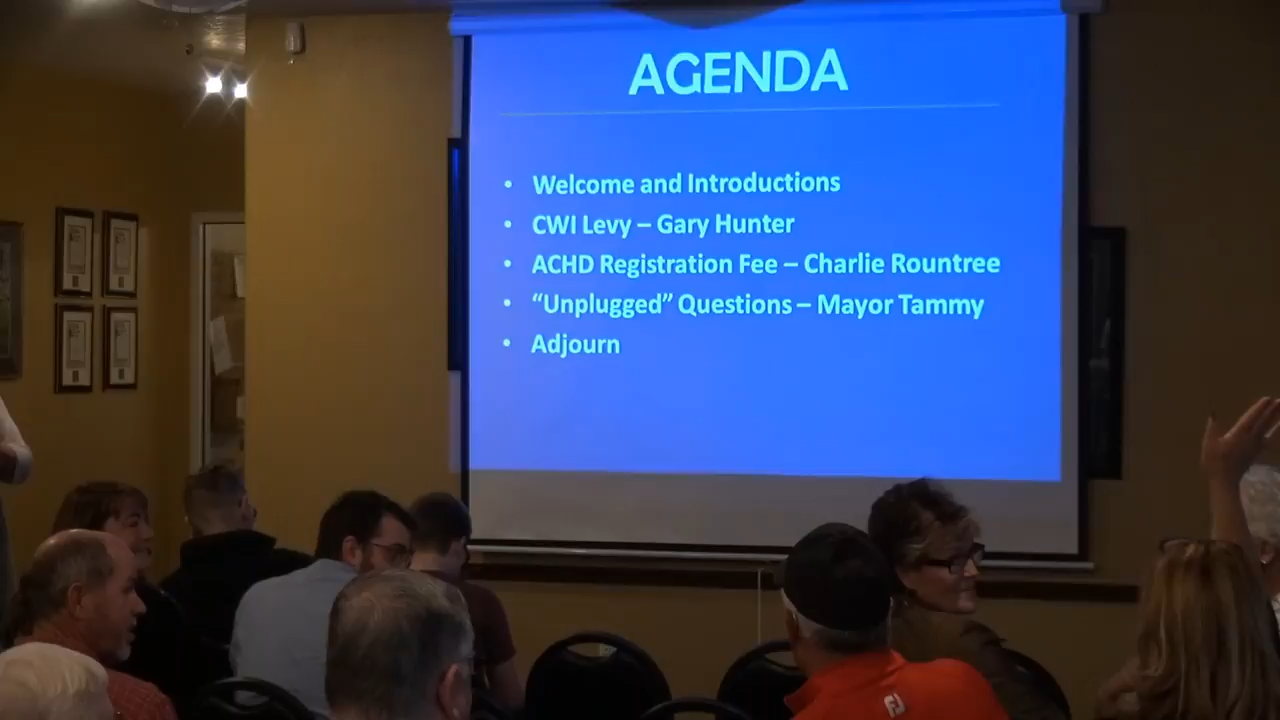 AGENDA
• Welcome and Introductions
• CWI Levy – Gary Hunter
• ACHD Registration Fee – Charlie Rountree
• “Unplugged” Questions – Mayor Tammy
• Adjourn